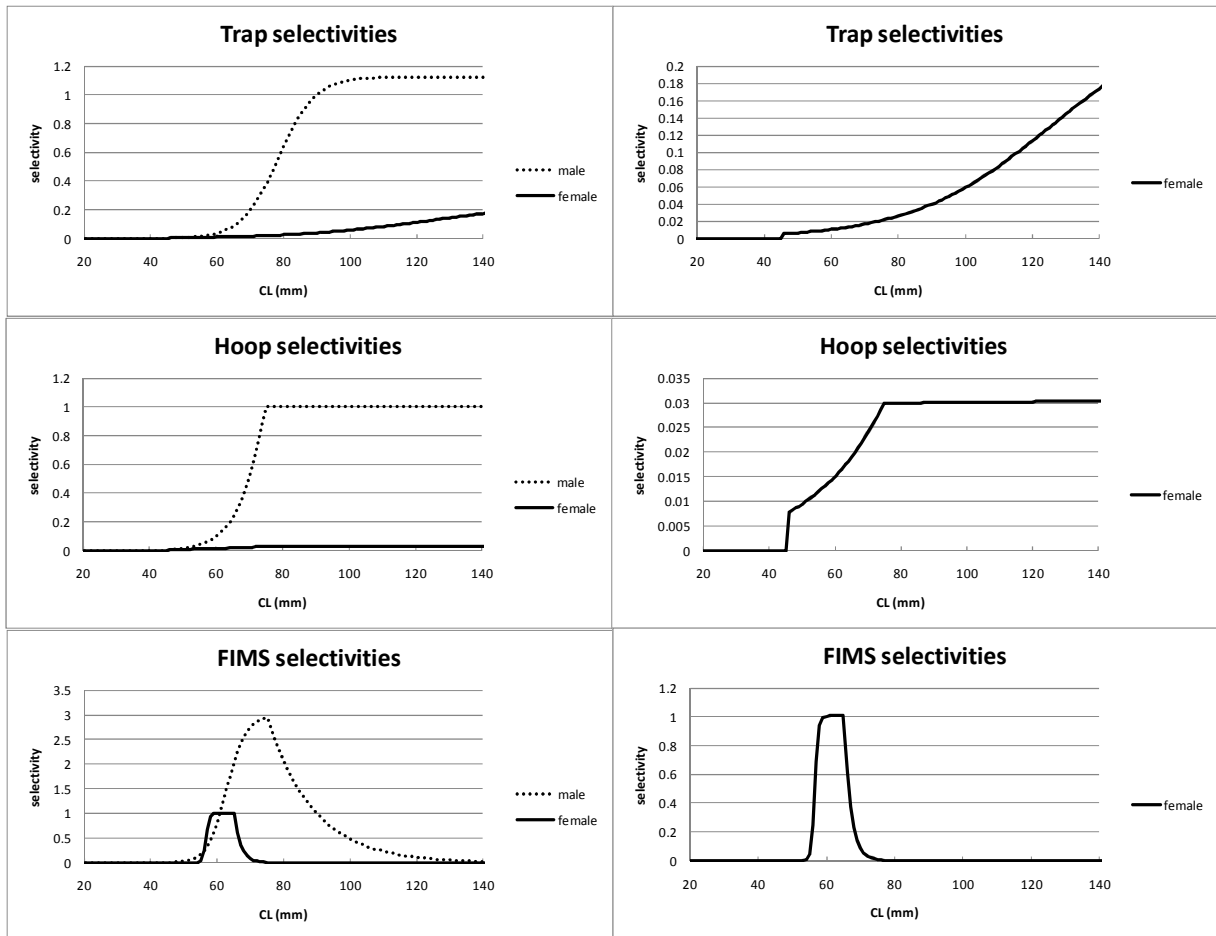 Trap selectivities
1.2
1
0.8
0.6
0.4
0.2
0
selectivity
20 40 60 80 100 120 140
CL (mm)
male
female
Trap selectivities
0.2
0.18
0.16
0.14
0.12
0.1
0.08
0.06
0.04
0.02
0
selectivity
20 40 60 80 100 120 140
CL (mm)
female
Hoop selectivities
1.2
1
0.8
0.6
0.4
0.2
0
selectivity
20 40 60 80 100 120 140
CL (mm)
male
female
Hoop selectivities
0.035
0.03
0.025
0.02
0.015
0.01
0.005
0
selectivity
20 40 60 80 100 120 140
CL (mm)
female
FIMS selectivities
3.5
3
2.5
2
1.5
1
0.5
0
selectivity
20 40 60 80 100 120 140
CL (mm)
male
female
FIMS selectivities
1.2
1
0.8
0.6
0.4
0.2
0
selectivity
20 40 60 80 100 120 140
CL (mm)
female